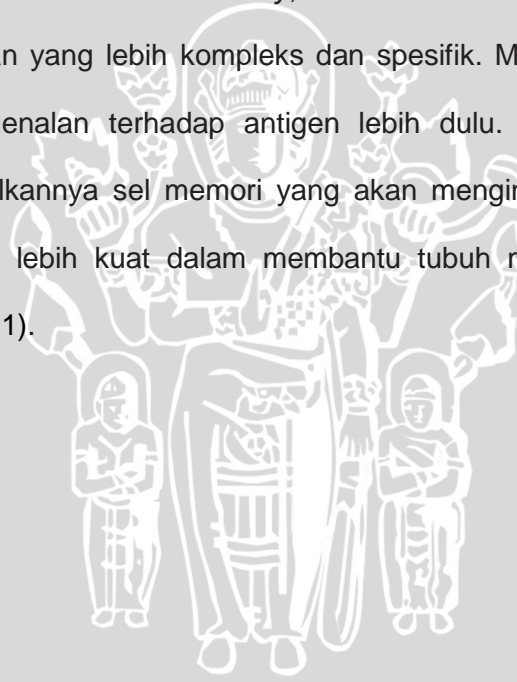 y,
n yang lebih kompleks dan spesifik. M
enalan terhadap antigen lebih dulu.
lkannya sel memori yang akan mengin
lebih kuat dalam membantu tubuh
1).